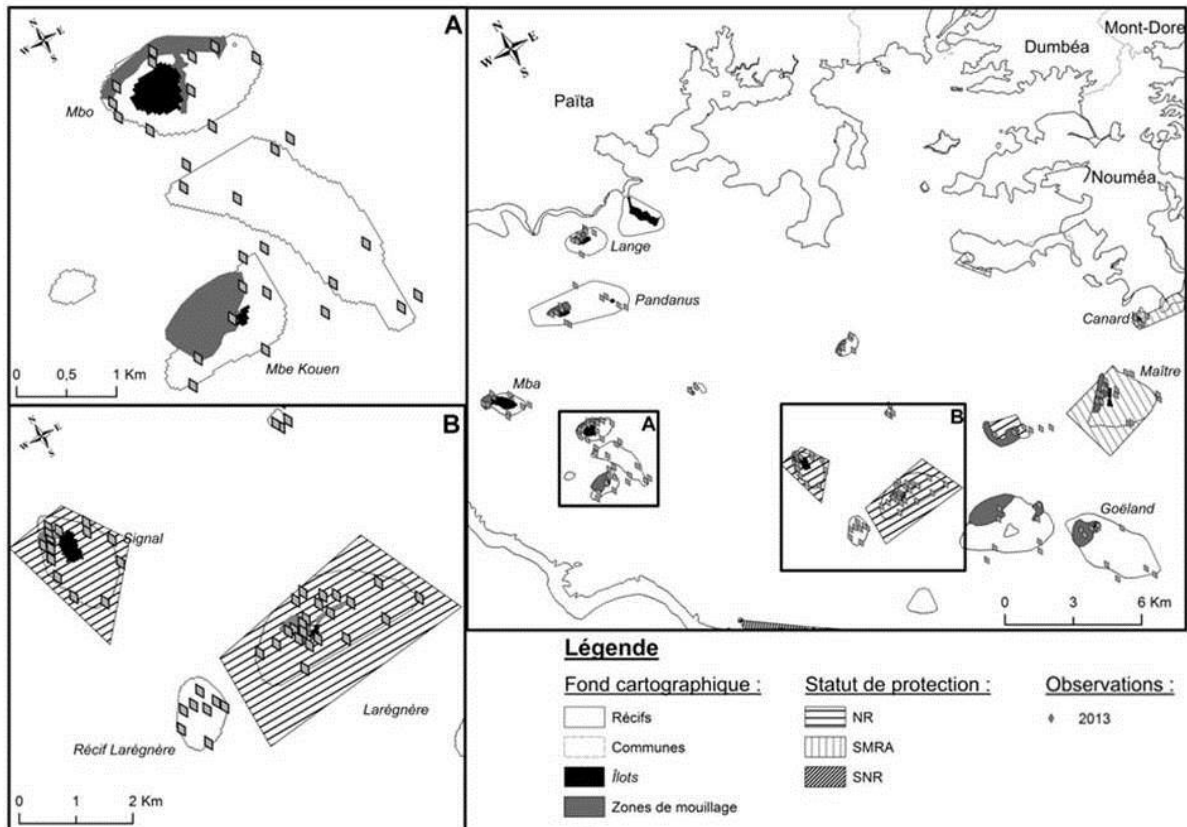 A
N
W E
S
Mbo
Mbe Kouen
0 0,5 1 Km
B
N
W E
S
Signal
Larégnère
Récif Larégnère
0 1 2 Km
N
W E
S
Païta
Dumbéa
Mont-Dore
Nouméa
Lange
Pandanus
Canard
Maître
Mba
A
B
Goëland
0 3 6 Km
Légende
Fond cartographique :
Récifs
Communes
Îlots
Zones de mouillage
Statut de protection :
NR
SMRA
SNR
Observations :
2013